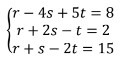 r − 4s + 5t = 8
r + 2s − t = 2
r + s − 2t = 15